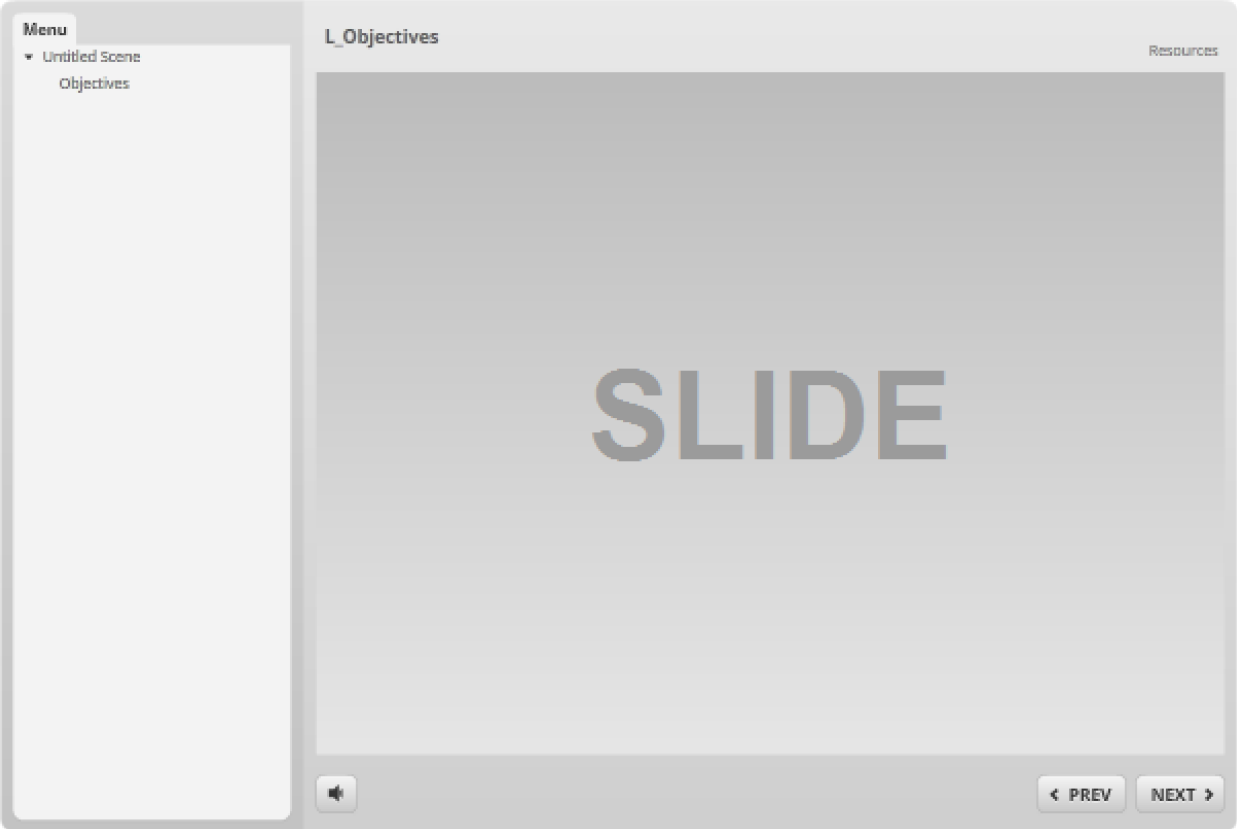 Menu
Untitled Scene
Objectives
L_Objectives
Resources
SLIDE
PREV
NEXT